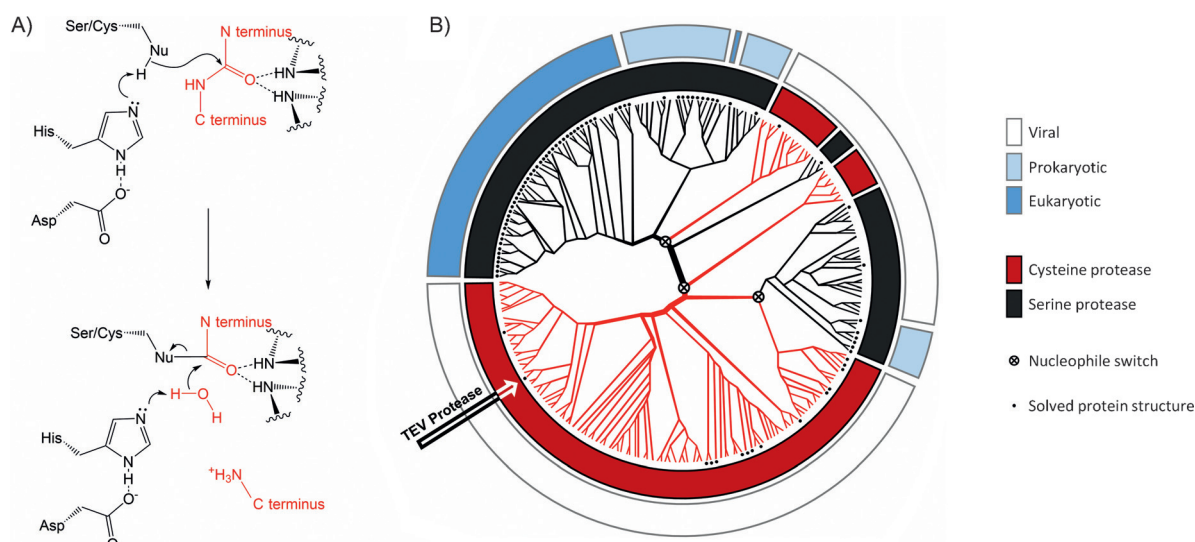 A)
Ser/Cys
Nu
H
N terminus
HN
O
HN
HN
C terminus
N
His
N
H
O-
Asp
O
Ser/Cys
N terminus
Nu
O
HN
HN
H
H
O
H
N
His
N
H
O-
Asp
O
+H3N
C terminus
B)
TEV Protease
Viral
Prokaryotic
Eukaryotic
Cysteine protease
Serine protease
Nucleophile switch
Solved protein structure